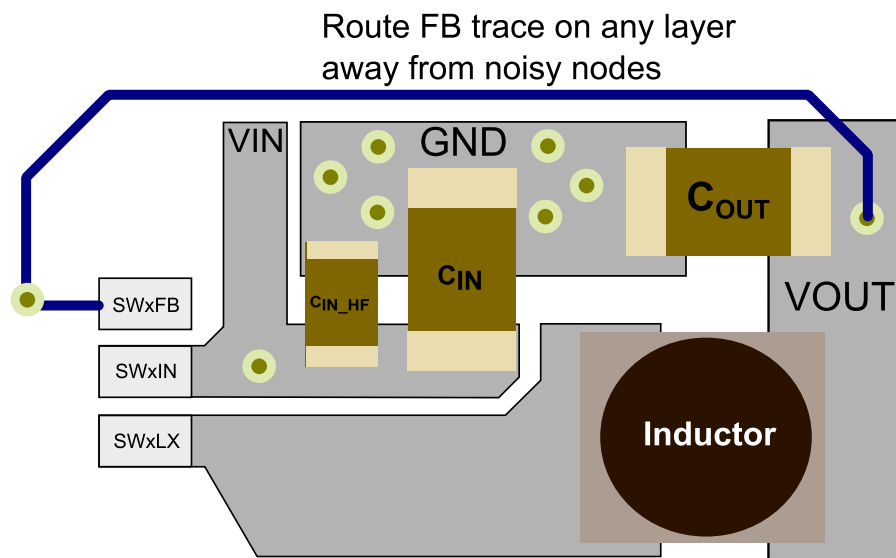 Route FB trace on any layer
away from noisy nodes
VIN
GND
COUT
CIN
CIN_HF
VOUT
SWxFB
SWxIN
SWxLX
Inductor